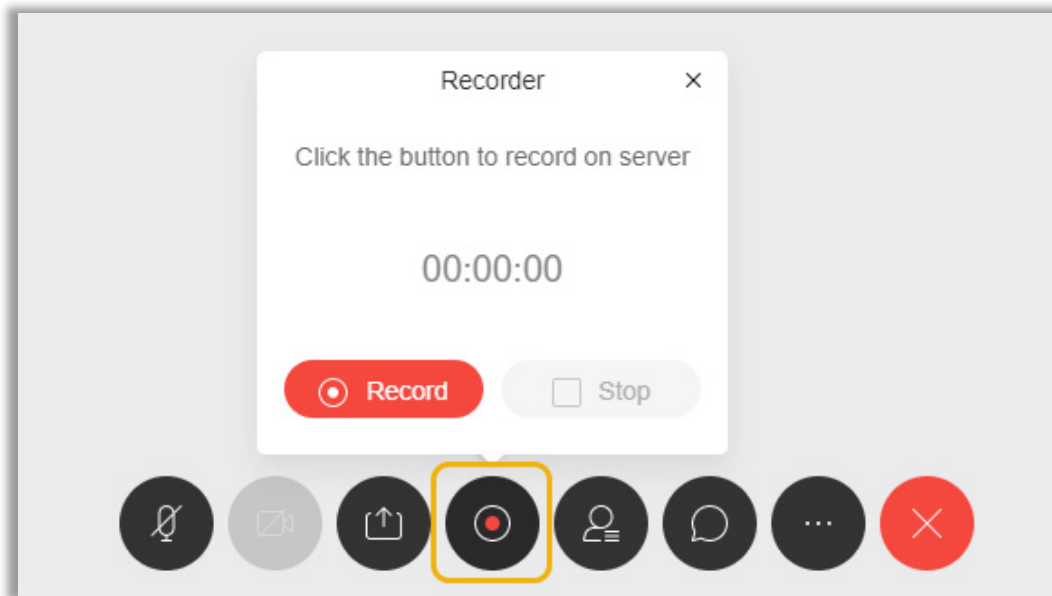 Recorder
Click the button to record on server
00:00:00
Record
Stop